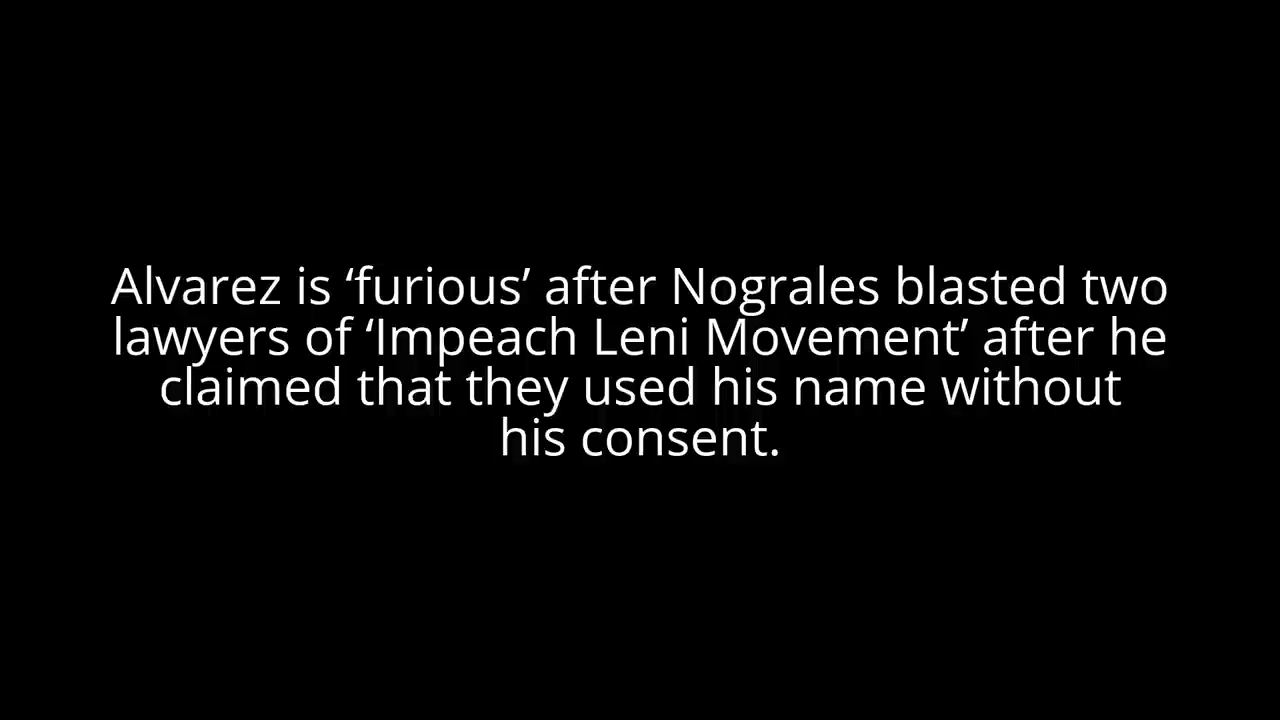 Alvarez is ‘furious’ after Nograles blasted two
lawyers of ‘Impeach Leni Movement’ after he
claimed that they used his name without
his consent.